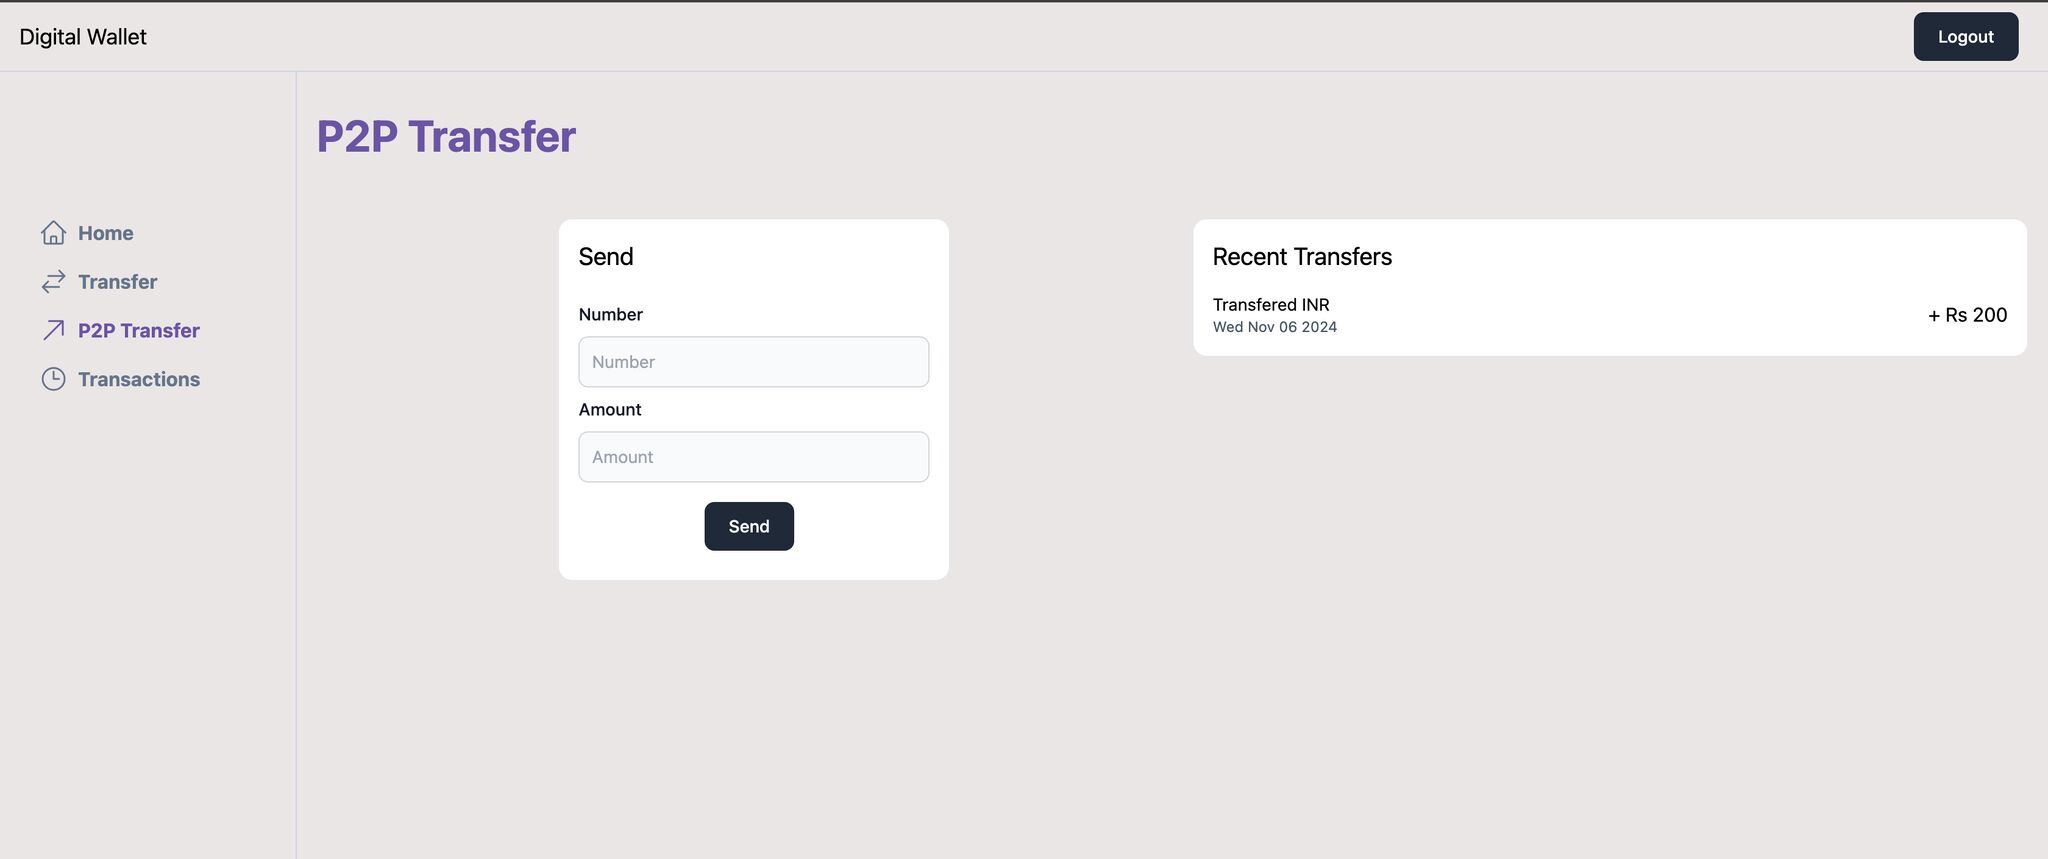 Digital Wallet
Logout
P2P Transfer
Home
Transfer
P2P Transfer
Transactions
Send
Number
Number
Amount
Amount
Send
Recent Transfers
Transfered INR
Wed Nov 06 2024
+ Rs 200